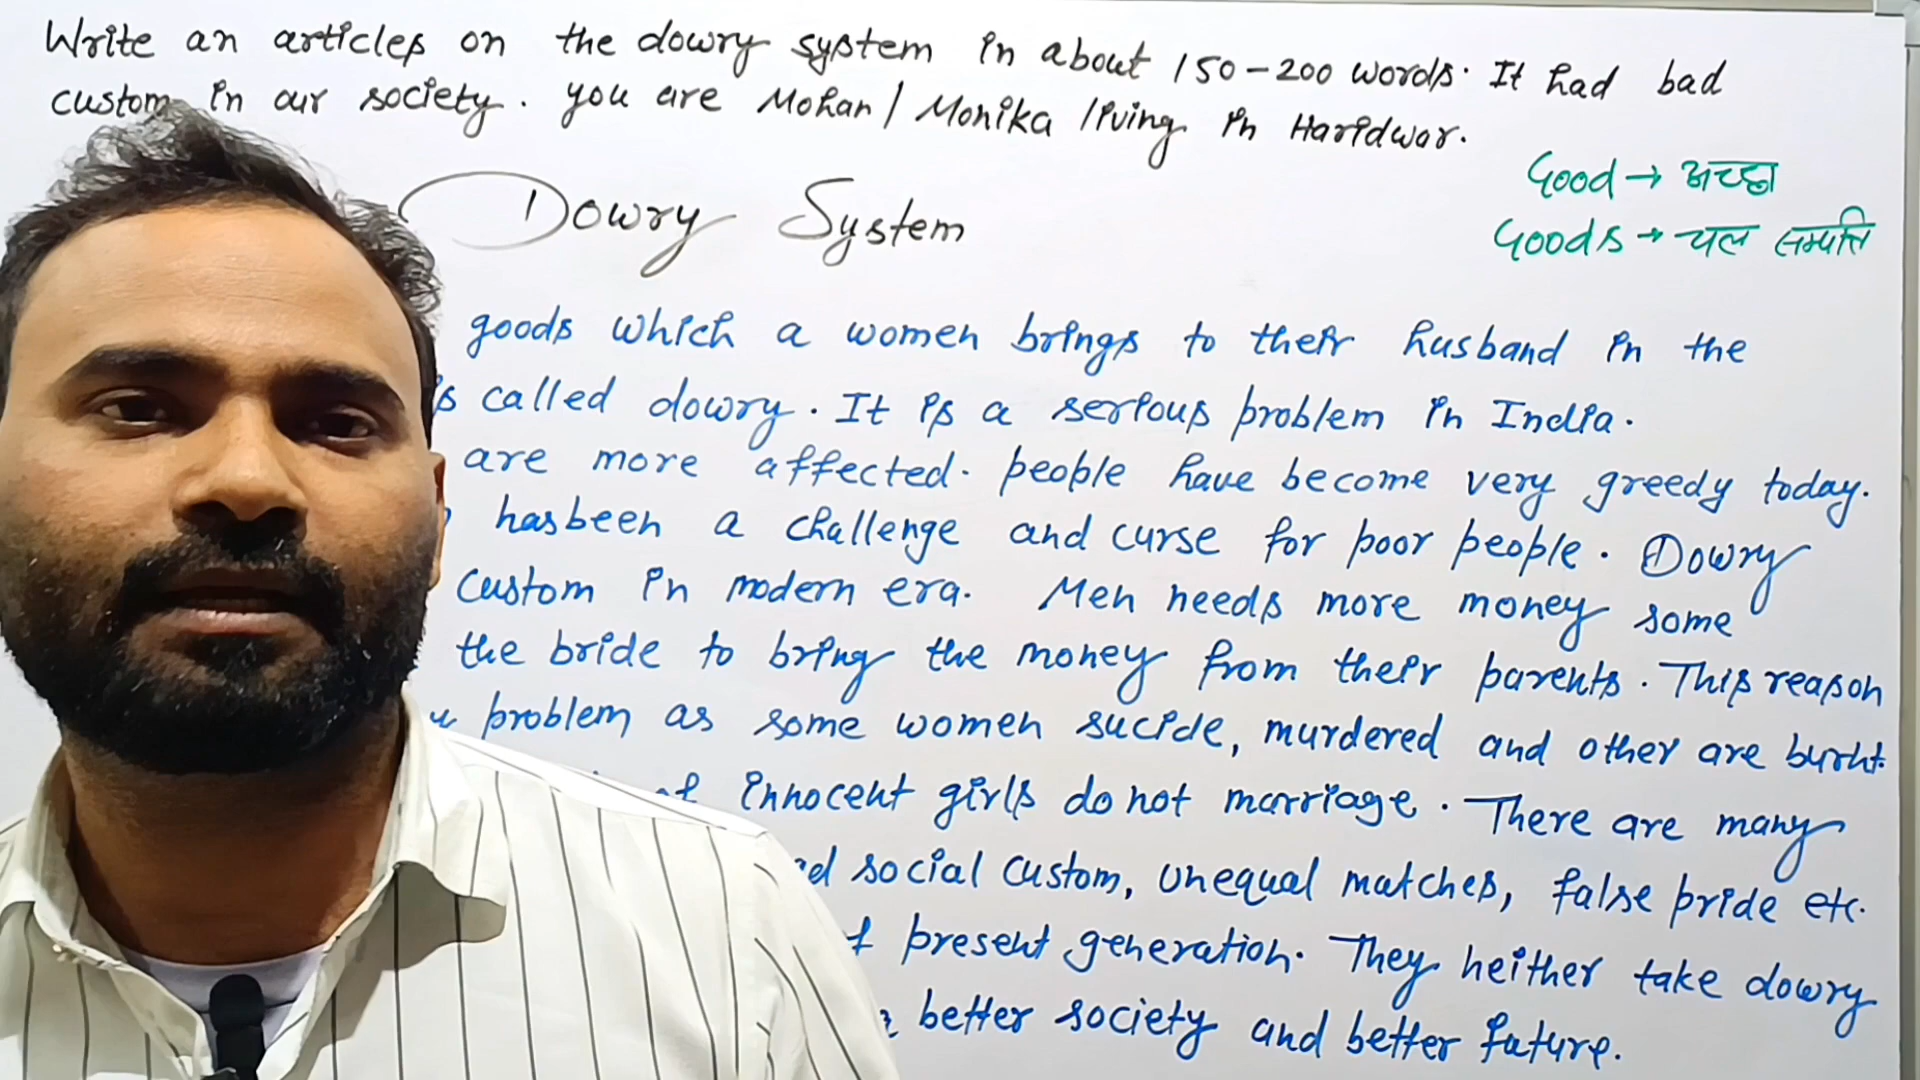 Write an articles on the dowry system in about 150-200 words. It had bad
custom in our society. you are Mohan / Monika living in Haridwar.
Good → अच्छा
Goods → चल सम्पत्ति
Dowry System
goods which a women brings to their husband in the
is called dowry. It is a serious problem in India.
are more affected. people have become very greedy today.
has been a challenge and curse for poor people. Dowry
custom in modern era. Men needs more money some
the bride to bring the money from their parents. This reason
problem as some women sucide, murdered and other are burnt.
of innocent girls do not marriage. There are many
social custom, unequal matches, false pride etc.
of present generation. They neither take dowry
better society and better future.